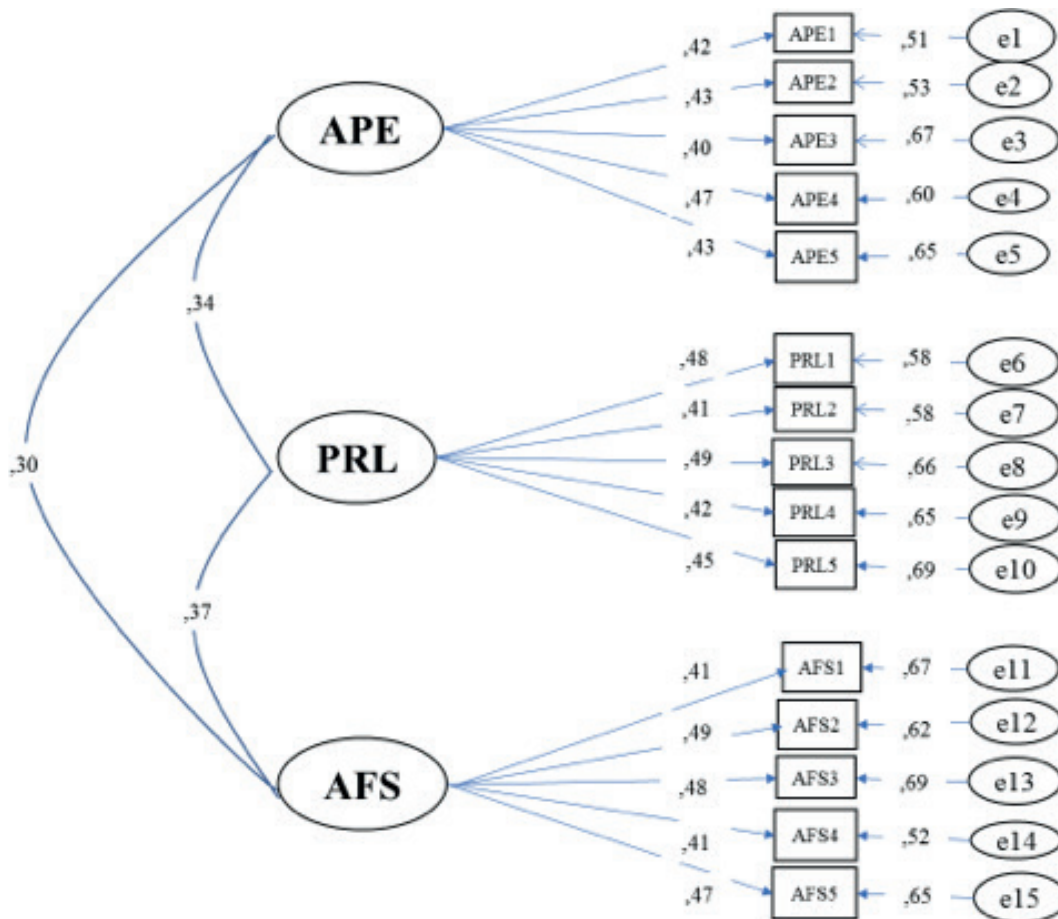 ,42 APE1 ,51 e1
,43 APE2 ,53 e2
APE ,40 APE3 ,67 e3
,47 APE4 ,60 e4
,43 APE5 ,65 e5
,34
,48 PRL1 ,58 e6
,41 PRL2 ,58 e7
,30 PRL ,49 PRL3 ,66 e8
,42 PRL4 ,65 e9
,45 PRL5 ,69 e10
,37
,41 AFS1 ,67 e11
,49 AFS2 ,62 e12
AFS ,48 AFS3 ,69 e13
,41 AFS4 ,52 e14
,47 AFS5 ,65 e15